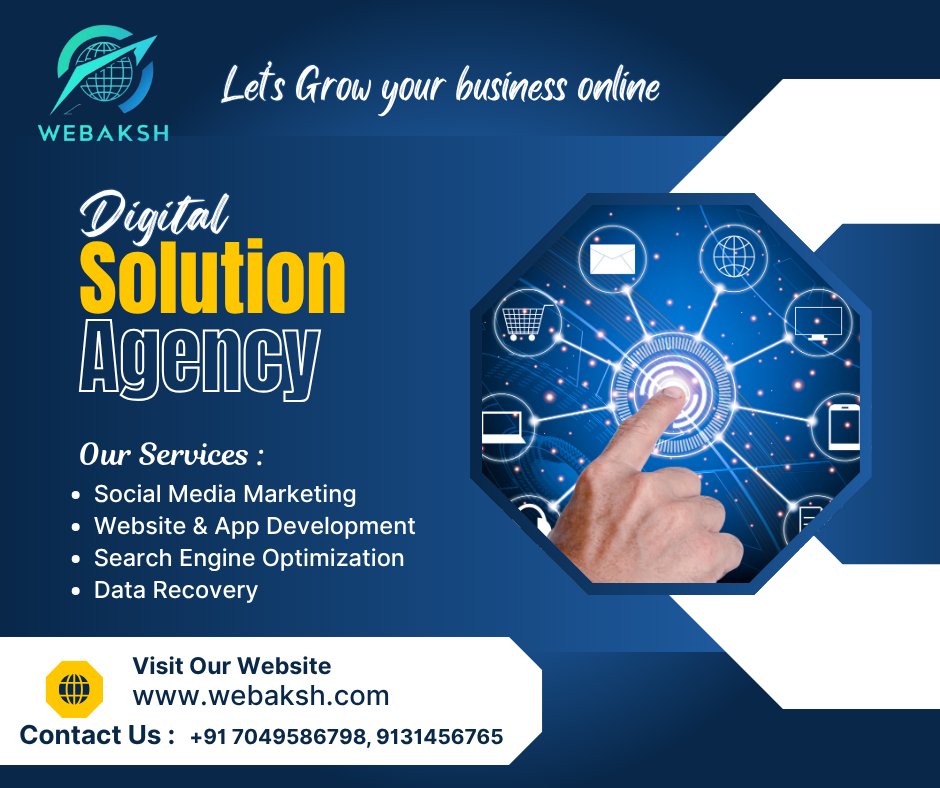 WEBAKSH
Let's Grow your business online
Digital
Solution
Agency
Our Services :
• Social Media Marketing
• Website & App Development
• Search Engine Optimization
• Data Recovery
Visit Our Website
www.webaksh.com
Contact Us : +91 7049586798, 9131456765